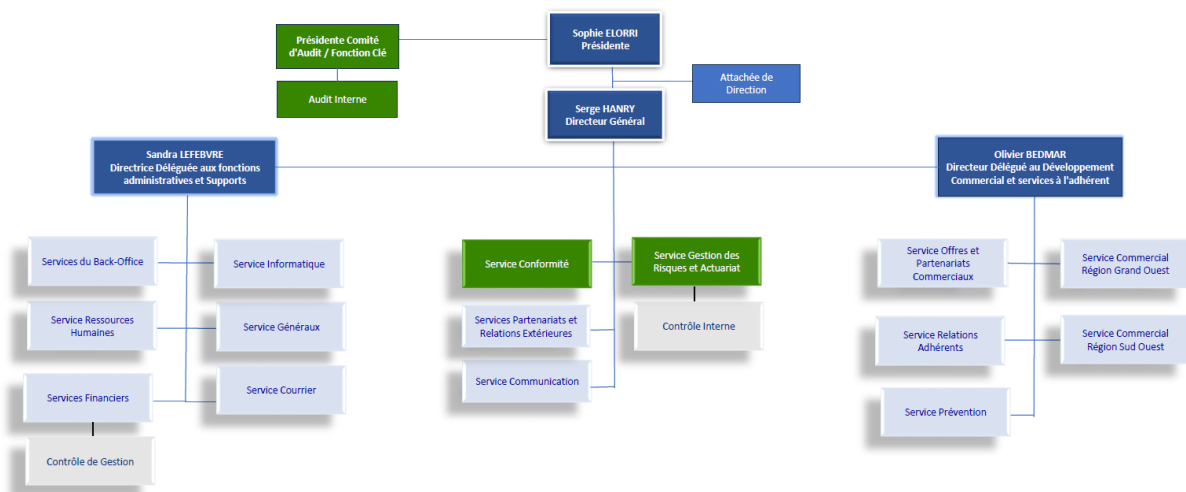 Sophie ELORRI
Présidente
Présidente Comité
d'Audit / Fonction Clé
Audit Interne
Attachée de
Direction
Serge HANRY
Directeur Général
Sandra LEFEBVRE
Directrice Déléguée aux fonctions
administratives et Supports
Olivier BEDMAR
Directeur Délégué au Développement
Commercial et services à l'adhérent
Services du Back-Office
Service Informatique
Service Ressources
Humaines
Service Généraux
Services Financiers
Service Courrier
Contrôle de Gestion
Service Conformité
Service Gestion des
Risques et Actuariat
Services Partenariats et
Relations Extérieures
Contrôle Interne
Service Communication
Service Offres et
Partenariats
Commerciaux
Service Commercial
Région Grand Ouest
Service Relations
Adhérents
Service Commercial
Région Sud Ouest
Service Prévention